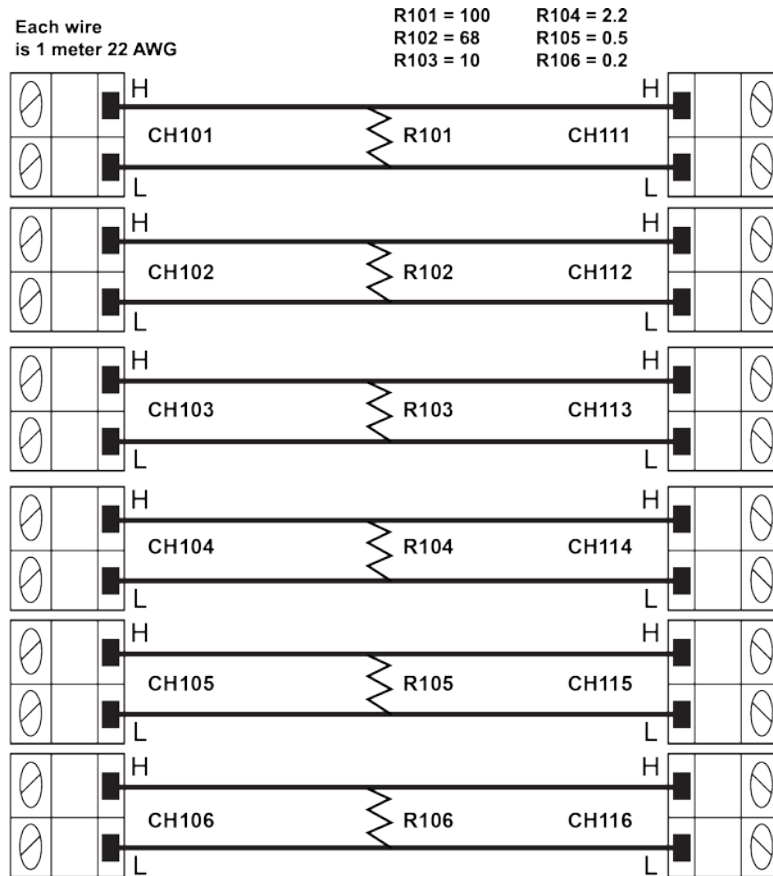 Each wire
is 1 meter 22 AWG
R101 = 100 R104 = 2.2
R102 = 68 R105 = 0.5
R103 = 10 R106 = 0.2
H H
CH101 R101 CH111
L L
H H
CH102 R102 CH112
L L
H H
CH103 R103 CH113
L L
H H
CH104 R104 CH114
L L
H H
CH105 R105 CH115
L L
H H
CH106 R106 CH116
L L